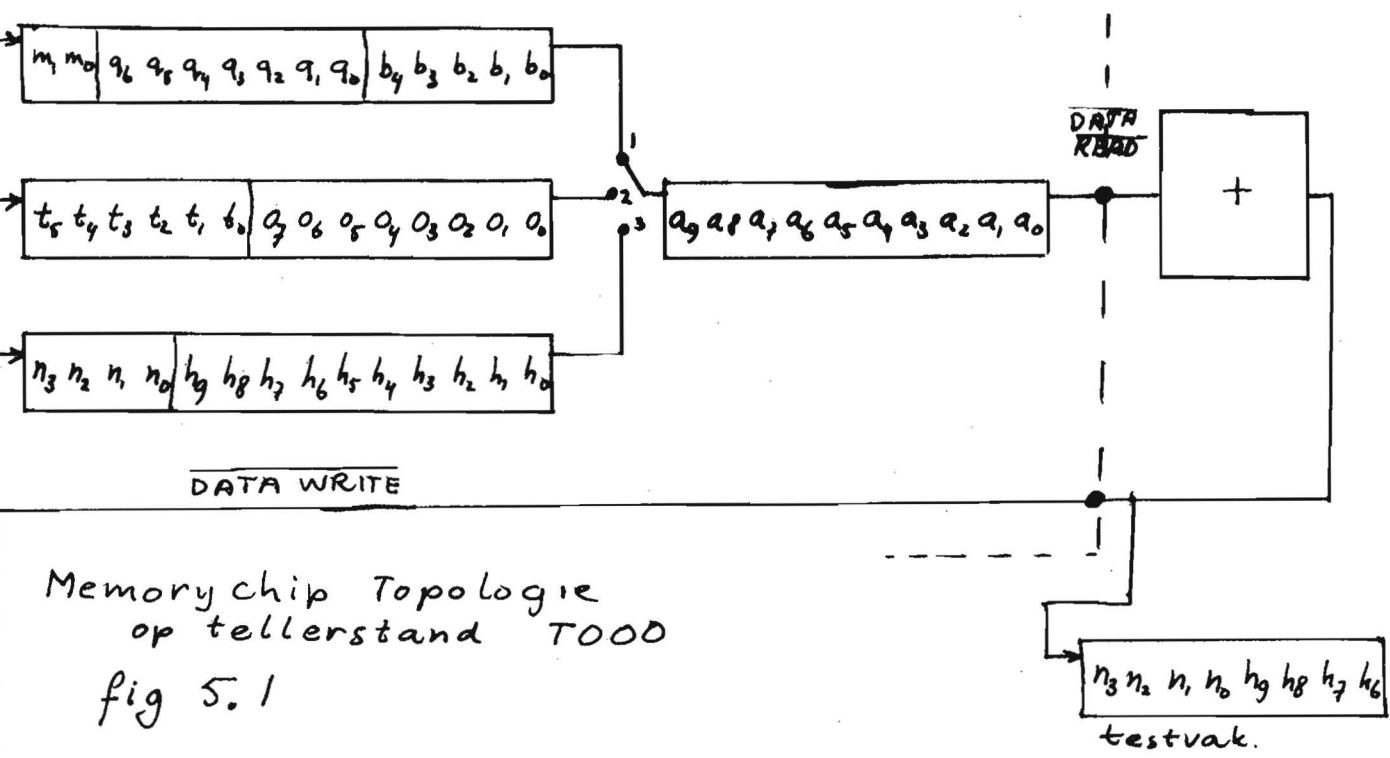 m₁ m₀ q₆ q₅ q₄ q₃ q₂ q₁ q₀ b₄ b₃ b₂ b₁ b₀
1
DATA
READ
+
t₅ t₄ t₃ t₂ t₁ t₀ O₇ O₆ O₅ O₄ O₃ O₂ O₁ O₀
2
3
a₉ a₈ a₇ a₆ a₅ a₄ a₃ a₂ a₁ a₀
n₃ n₂ n₁ n₀ h₉ h₈ h₇ h₆ h₅ h₄ h₃ h₂ h₁ h₀
DATA WRITE
Memory chip Topologie
op tellerstand T000
fig 5.1
n₃ n₂ n₁ n₀ h₉ h₈ h₇ h₆
testvak.